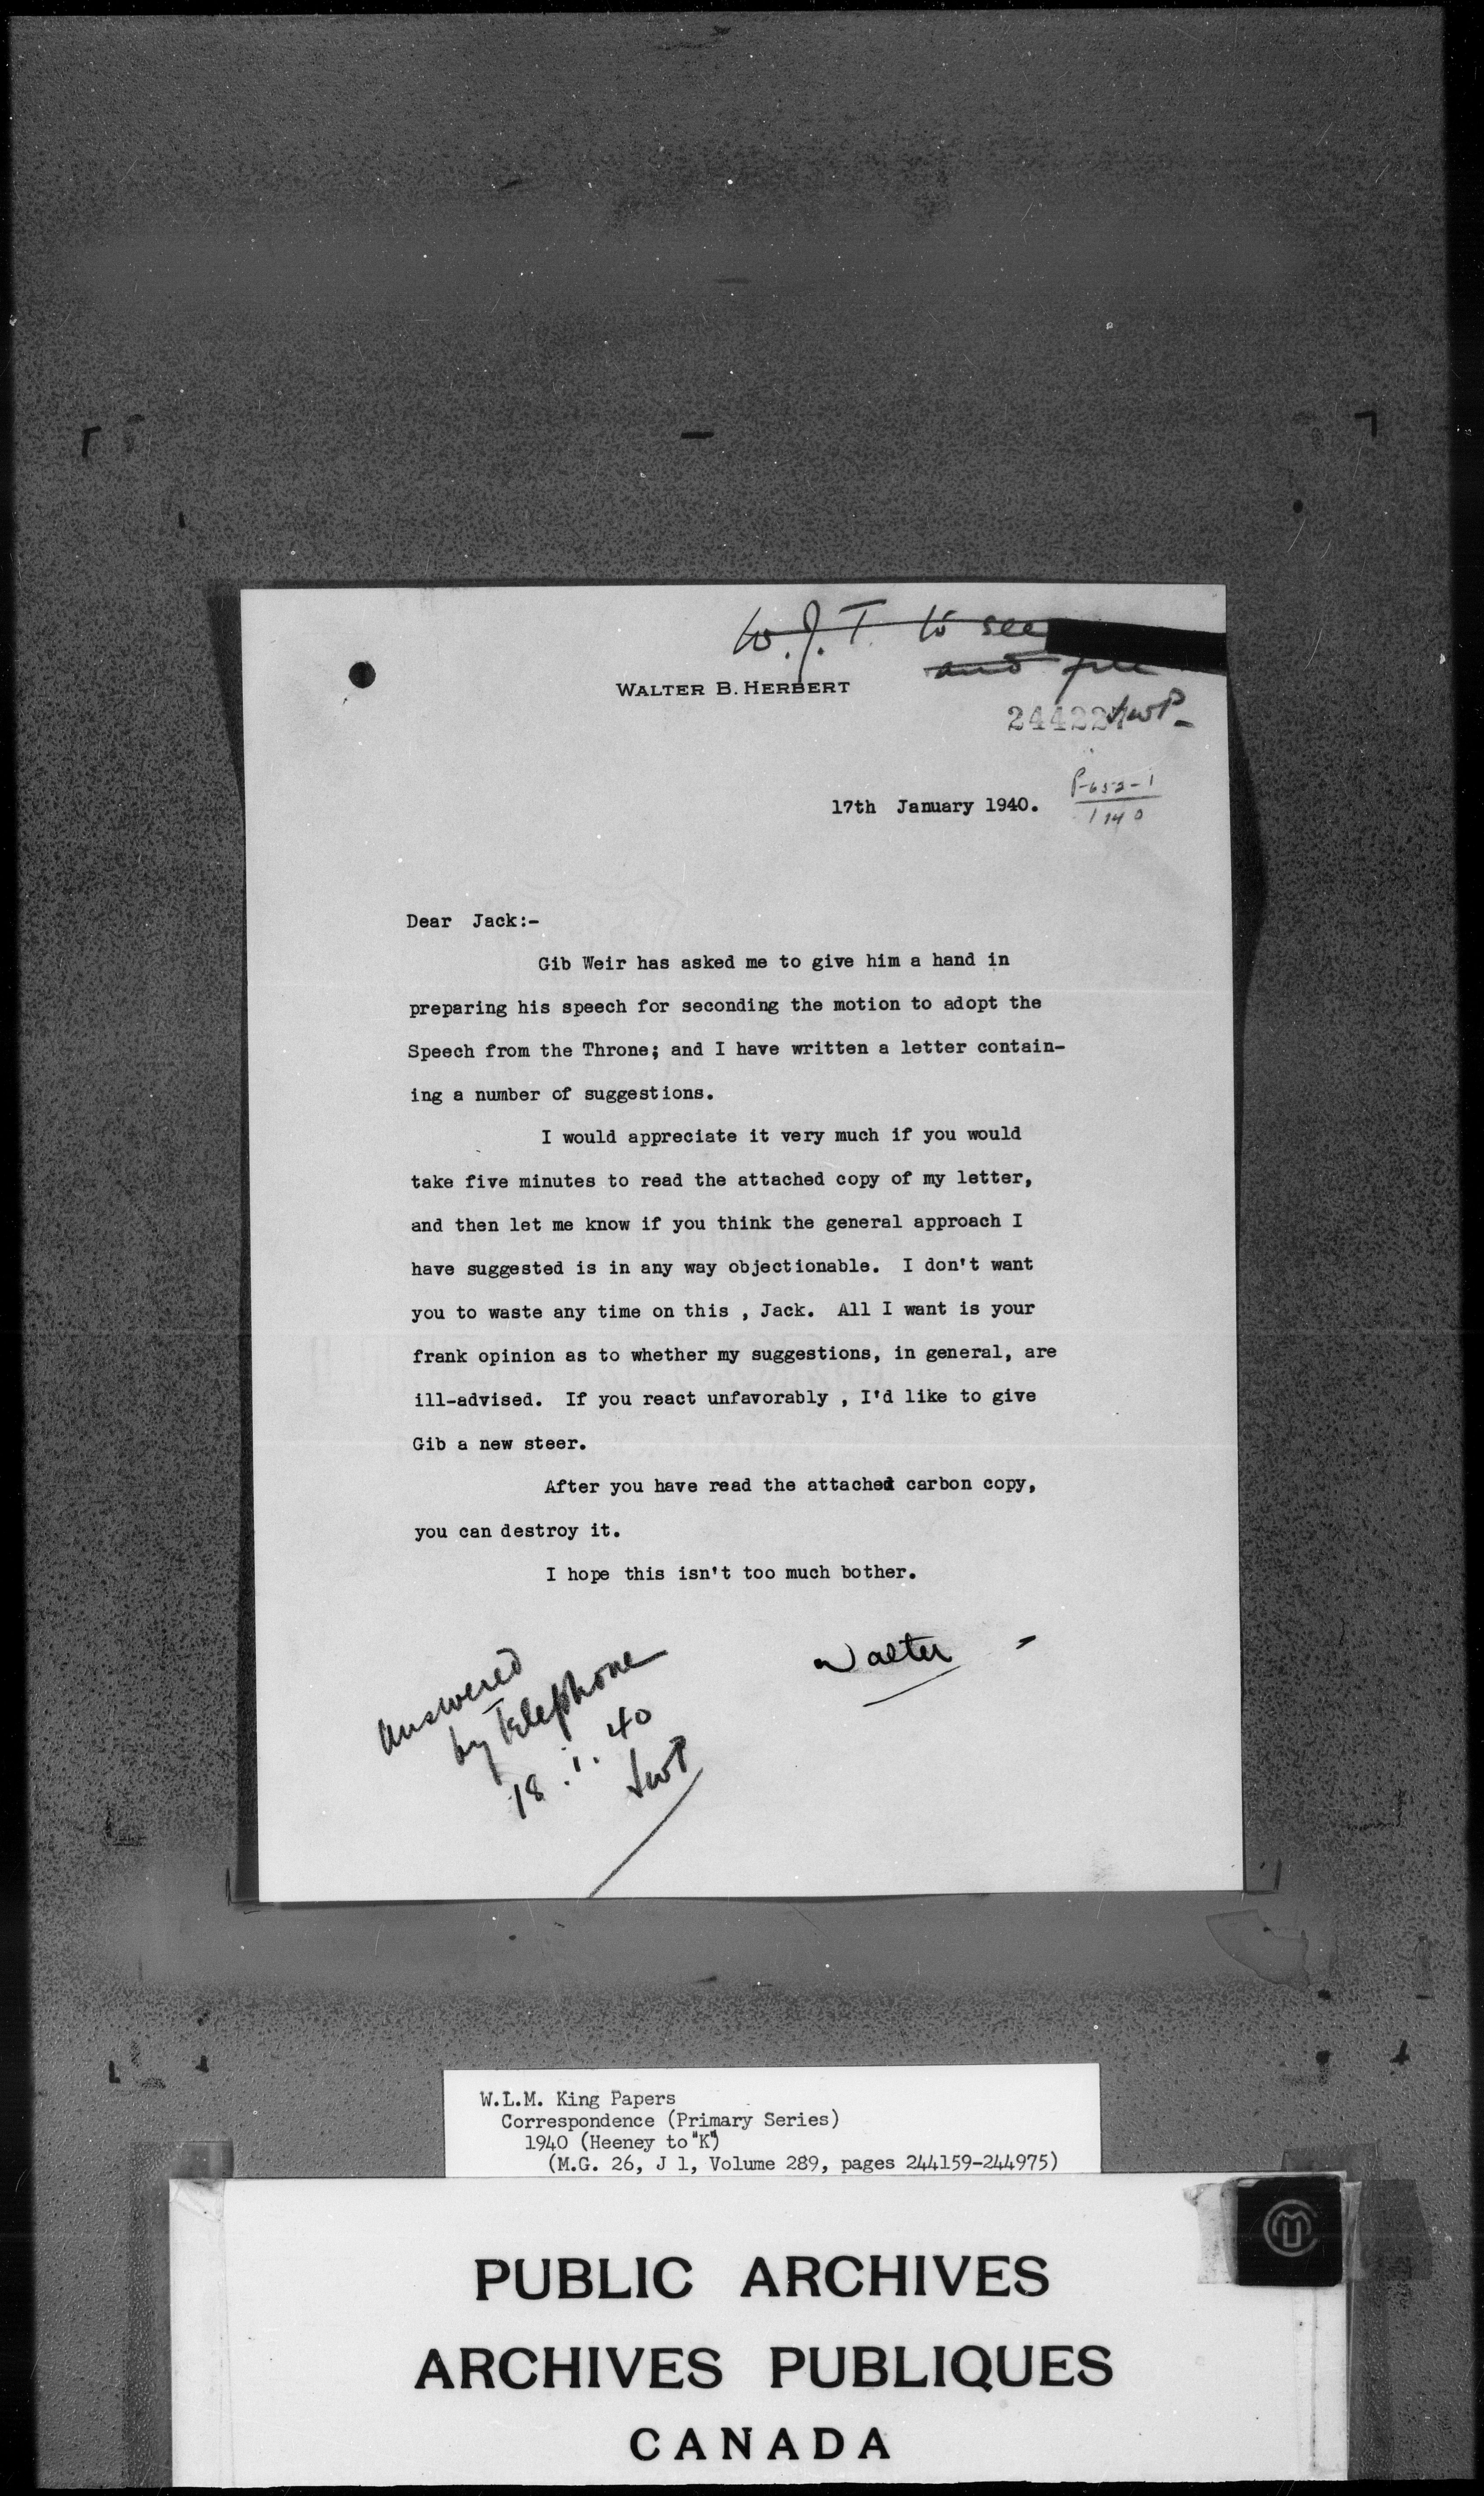 W.J.T. to see
and file
WALTER B. HERBERT
JWP
17th January 1940.
P-652-1
1940
Dear Jack:-
Gib Weir has asked me to give him a hand in
preparing his speech for seconding the motion to adopt the
Speech from the Throne; and I have written a letter contain-
ing a number of suggestions.
I would appreciate it very much if you would
take five minutes to read the attached copy of my letter,
and then let me know if you think the general approach I
have suggested is in any way objectionable. I don't want
you to waste any time on this , Jack. All I want is your
frank opinion as to whether my suggestions, in general, are
ill-advised. If you react unfavorably , I'd like to give
Gib a new steer.
After you have read the attached carbon copy,
you can destroy it.
I hope this isn't too much bother.
Walter
Answered
by telephone
18.i.40
JWP
W.L.M. King Papers
Correspondence (Primary Series)
1940 (Heeney to "K")
(M.G. 26, J 1, Volume 289, pages 244159-244975)
PUBLIC ARCHIVES
ARCHIVES PUBLIQUES
CANADA